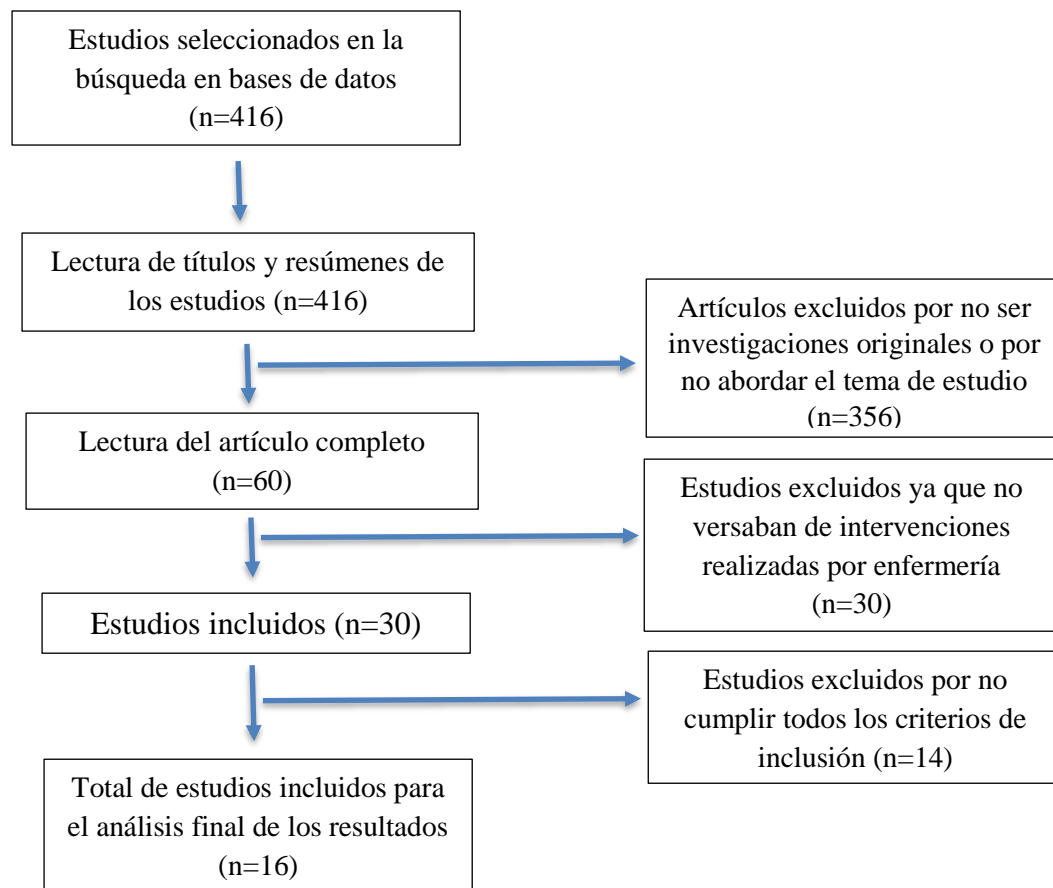 Estudios seleccionados en la
búsqueda en bases de datos
(n=416)
Lectura de títulos y resúmenes de
los estudios (n=416)
Artículos excluidos por no ser
investigaciones originales o por
no abordar el tema de estudio
(n=356)
Lectura del artículo completo
(n=60)
Estudios excluidos ya que no
versaban de intervenciones
realizadas por enfermería
(n=30)
Estudios incluidos (n=30)
Estudios excluidos por no
cumplir todos los criterios de
inclusión (n=14)
Total de estudios incluidos para
el análisis final de los resultados
(n=16)